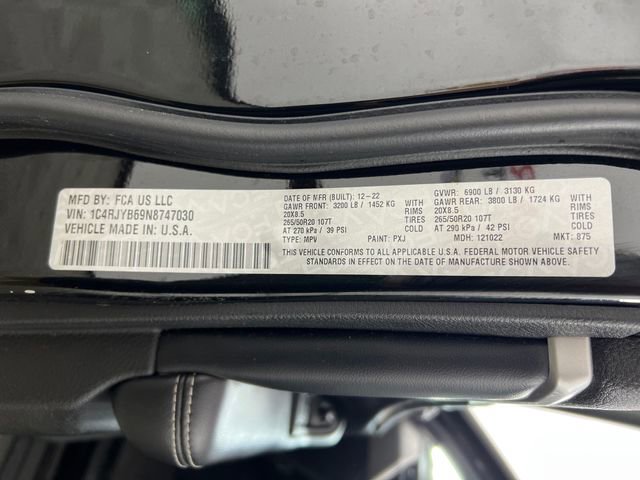 MFD BY: FCA US LLC
VIN: 1C4RJYB69N8747030
VEHICLE MADE IN: U.S.A.
DATE OF MFR (BUILT): 12-22 GVWR: 6900 LB / 3130 KG
GAWR FRONT: 3200 LB / 1452 KG WITH GAWR REAR: 3800 LB / 1724 KG WITH
20X8.5 RIMS 20X8.5 RIMS
265/50R20 107T TIRES 265/50R20 107T TIRES
AT 270 kPa / 39 PSI COLD AT 290 kPa / 42 PSI COLD
TYPE: MPV PAINT: PXJ MDH: 121022 MKT: 875
THIS VEHICLE CONFORMS TO ALL APPLICABLE U.S.A. FEDERAL MOTOR VEHICLE SAFETY
STANDARDS IN EFFECT ON THE DATE OF MANUFACTURE SHOWN ABOVE.